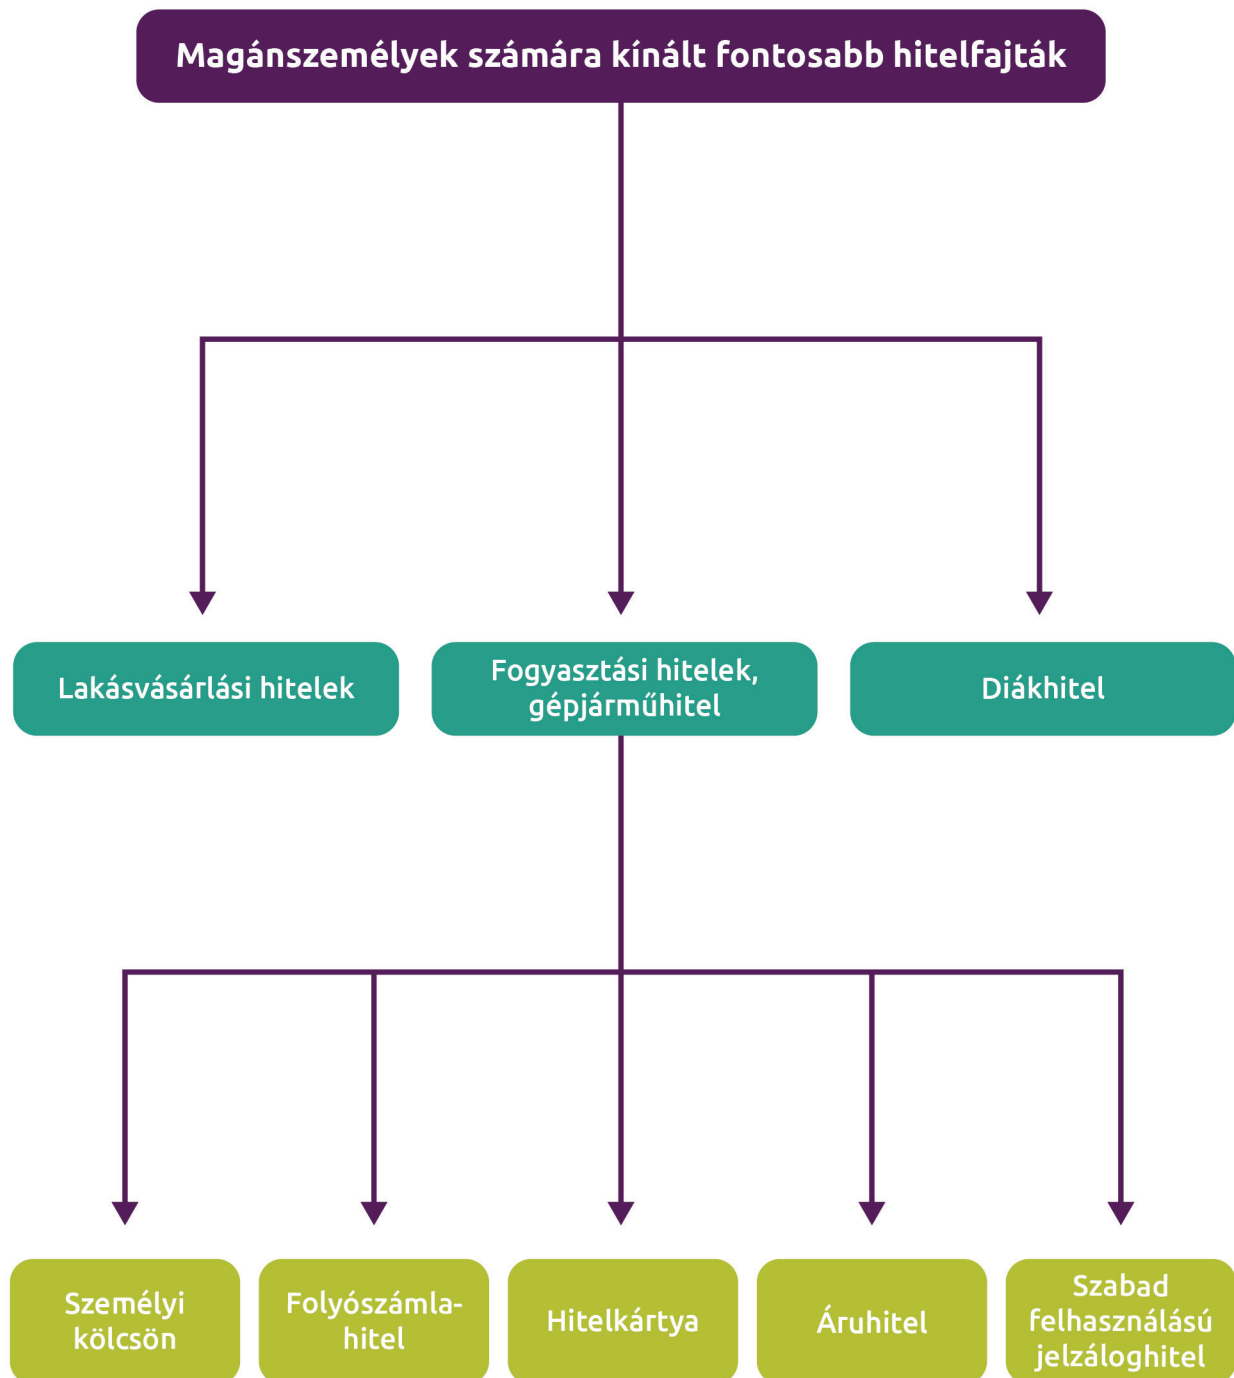 Magánszemélyek számára kínált fontosabb hitelfajták
Lakásvásárlási hitelek
Fogyasztási hitelek,
gépjárműhitel
Diákhitel
Személyi
kölcsön
Folyószámla-
hitel
Hitelkártya
Áruhitel
Szabad
felhasználású
jelzáloghitel